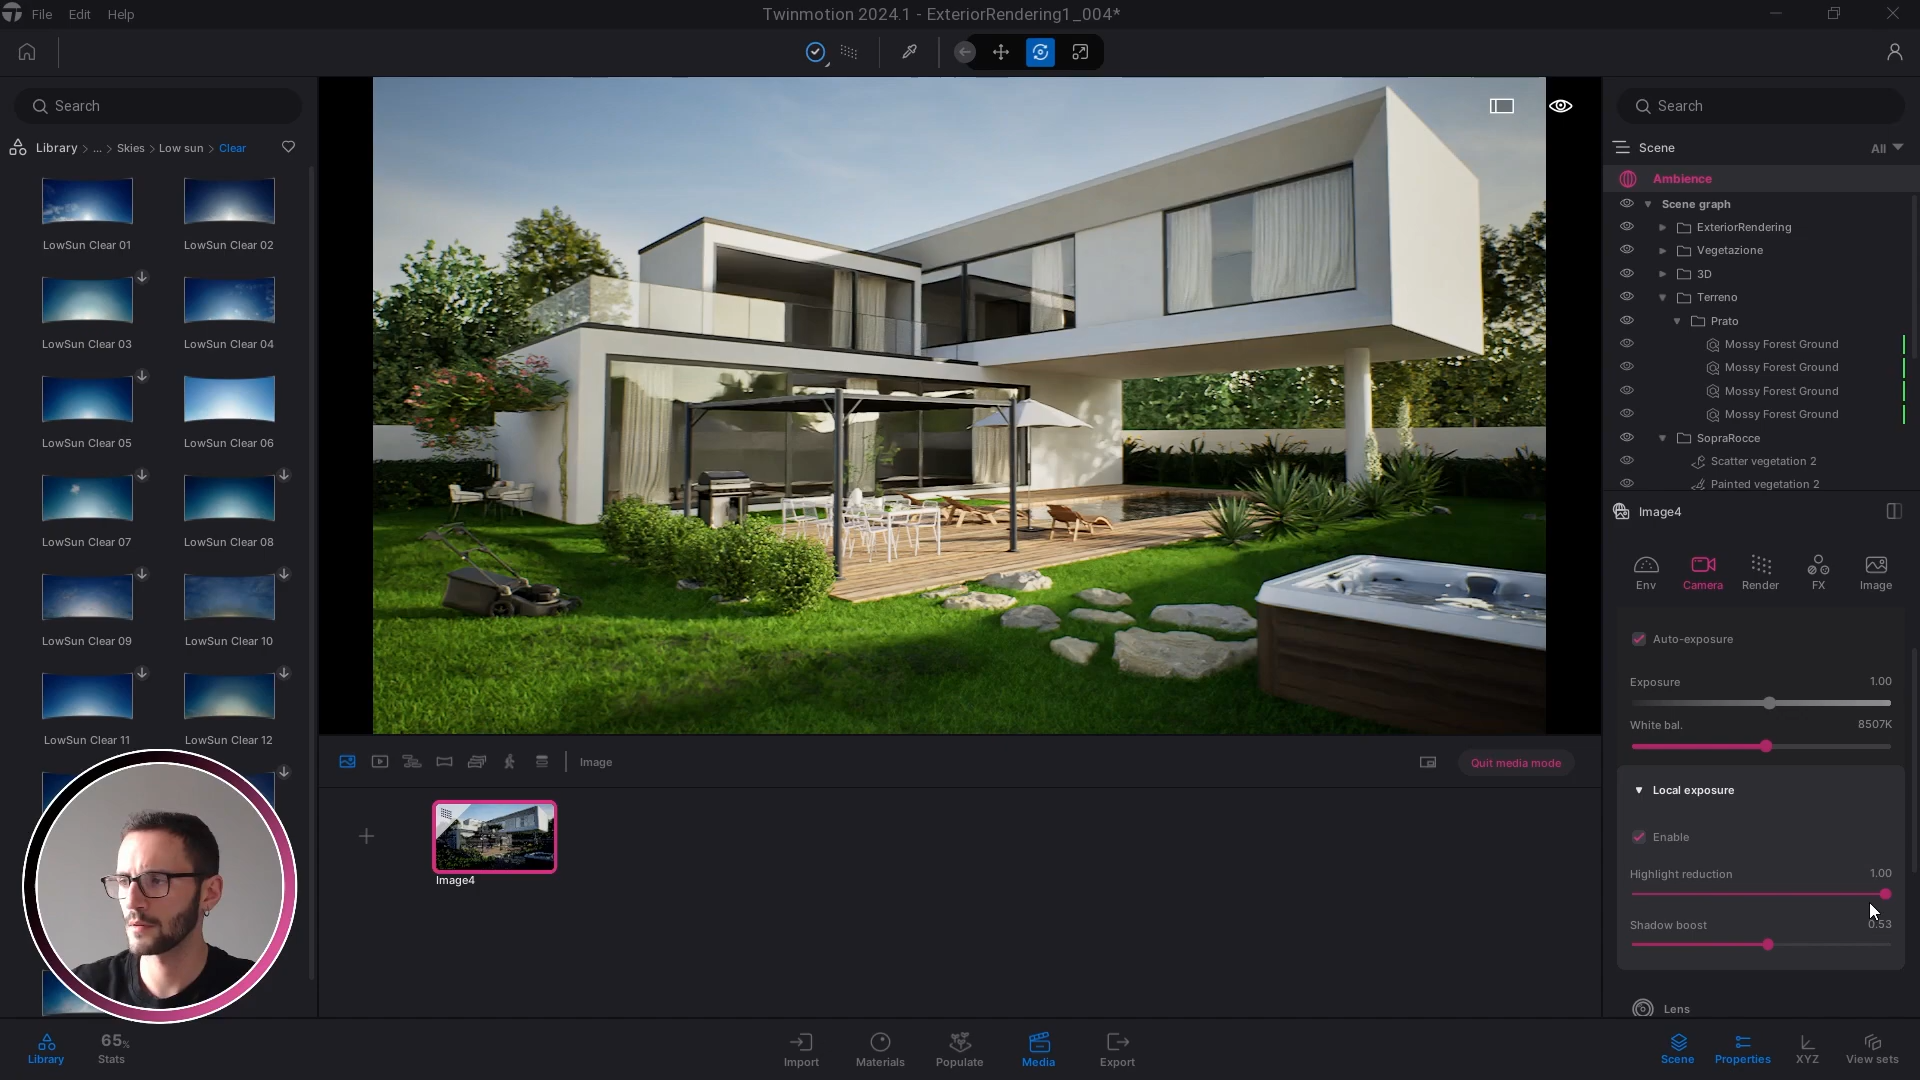 File Edit Help
Twinmotion 2024.1 - ExteriorRendering1_004*
Search
Library > ... > Skies > Low sun > Clear
LowSun Clear 01
LowSun Clear 02
LowSun Clear 03
LowSun Clear 04
LowSun Clear 05
LowSun Clear 06
LowSun Clear 07
LowSun Clear 08
LowSun Clear 09
LowSun Clear 10
LowSun Clear 11
LowSun Clear 12
Image
Quit media mode
Image4
Search
Scene All
Ambience
Scene graph
ExteriorRendering
Vegetazione
3D
Terreno
Prato
Mossy Forest Ground
Mossy Forest Ground
Mossy Forest Ground
Mossy Forest Ground
SopraRocce
Scatter vegetation 2
Painted vegetation 2
Image4
Env Camera Render FX Image
Auto-exposure
Exposure 1.00
White bal. 8507K
Local exposure
Enable
Highlight reduction 1.00
Shadow boost 0.53
Lens
Library
65%
Stats
Import Materials Populate Media Export
Scene Properties XYZ View sets